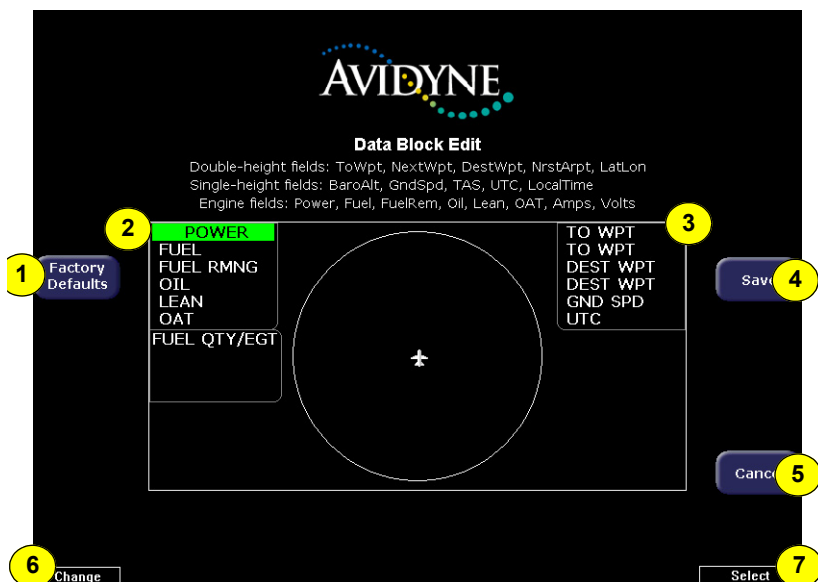 AVIDYNE
Data Block Edit
Double-height fields: ToWpt, NextWpt, DestWpt, NrstArpt, LatLon
Single-height fields: BaroAlt, GndSpd, TAS, UTC, LocalTime
Engine fields: Power, Fuel, FuelRem, Oil, Lean, OAT, Amps, Volts
2
POWER
FUEL
FUEL RMNG
OIL
LEAN
OAT
FUEL QTY/EGT
3
TO WPT
TO WPT
DEST WPT
DEST WPT
GND SPD
UTC
1
Factory
Defaults
Save
4
Cance
5
6
Change
Select
7